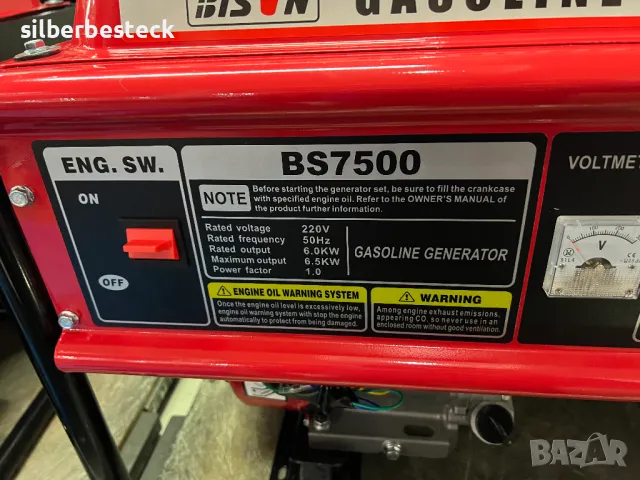 silberbesteck
BISON GASOLINE
ENG. SW.
ON
OFF
BS7500
NOTE
Before starting the generator set, be sure to fill the crankcase
with specified engine oil. Refer to the OWNER'S MANUAL of
the product further information.
Rated voltage 220V
Rated frequency 50Hz
Rated output 6.0KW
Maximum output 6.5KW
Power factor 1.0
GASOLINE GENERATOR
ENGINE OIL WARNING SYSTEM
Once the engine oil level is excessively low,
engine oil warning system with stop the engine
automatically to protect from being damaged.
WARNING
Among engine exhaust emissions,
appearing CO. so never use in an
enclosed room without good ventilation.
VOLTMET
V
BAZAR